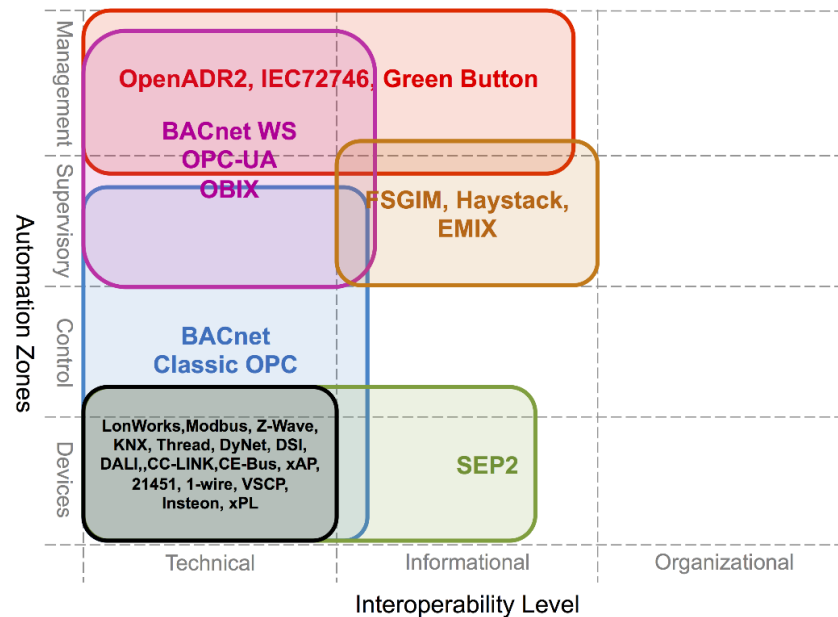 Management
OpenADR2, IEC72746, Green Button
BACnet WS
OPC-UA
OBIX
Supervisory
FSGIM, Haystack,
EMIX
Automation Zones
Control
BACnet
Classic OPC
Devices
LonWorks,Modbus, Z-Wave,
KNX, Thread, DyNet, DSI,
DALI,,CC-LINK,CE-Bus, xAP,
21451, 1-wire, VSCP,
Insteon, xPL
SEP2
Technical
Informational
Organizational
Interoperability Level